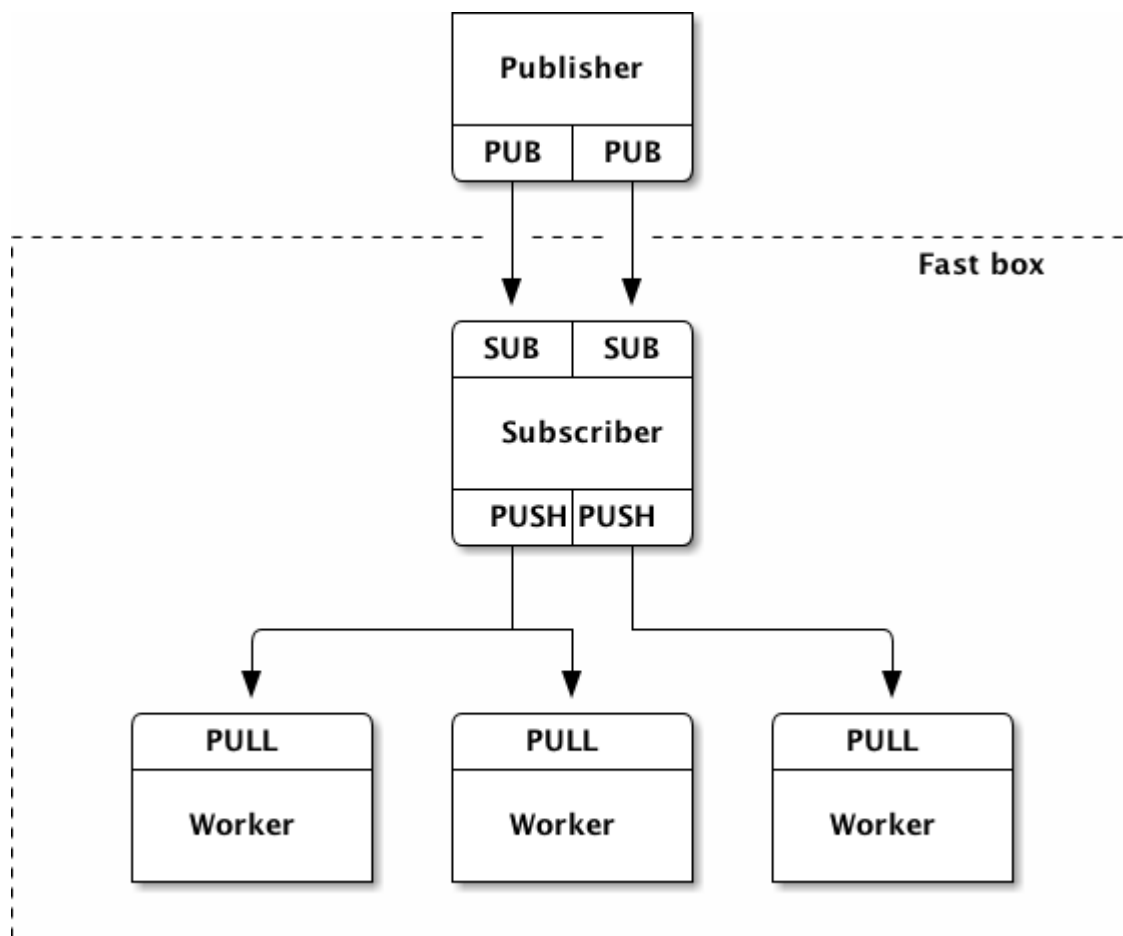 Publisher
PUB PUB
Fast box
SUB SUB
Subscriber
PUSH PUSH
PULL PULL PULL
Worker Worker Worker